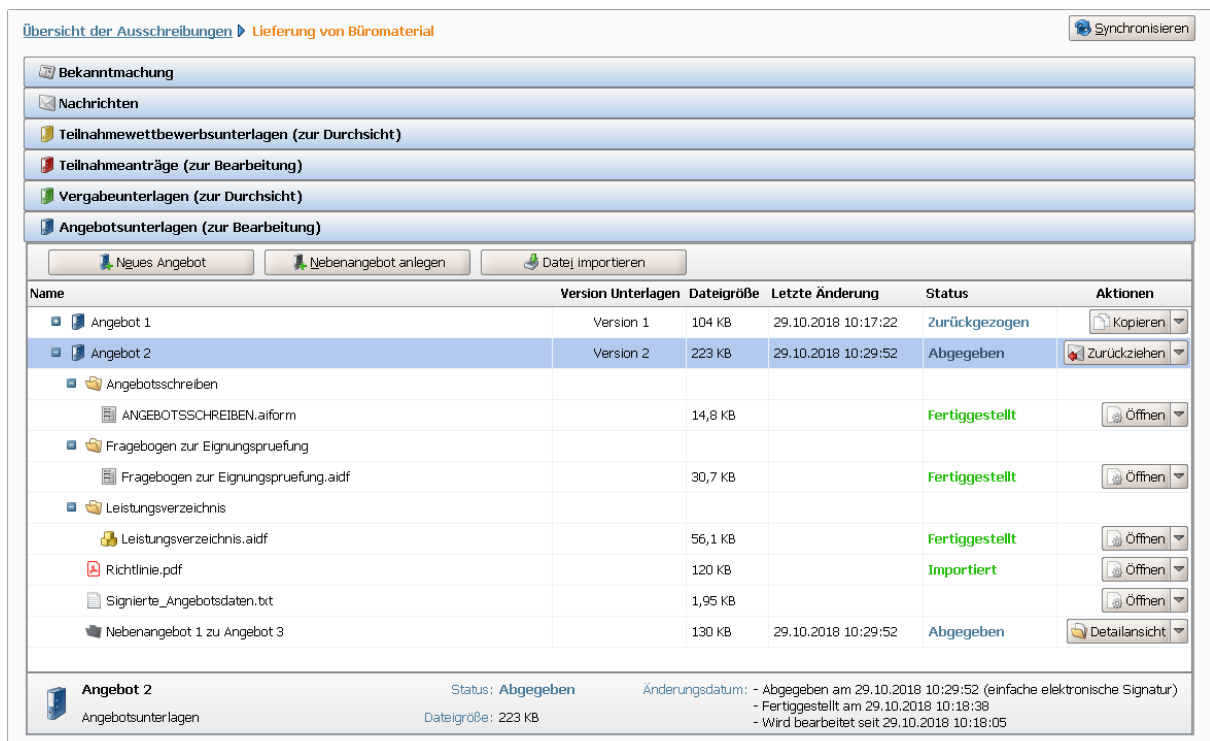 Übersicht der Ausschreibungen Lieferung von Büromaterial Synchronisieren
Bekanntmachung
Nachrichten
Teilnahmewettbewerbsunterlagen (zur Durchsicht)
Teilnahmeanträge (zur Bearbeitung)
Vergabeunterlagen (zur Durchsicht)
Angebotsunterlagen (zur Bearbeitung)
Neues Angebot Nebenangebot anlegen Datei importieren
Name Version Unterlagen Dateigröße Letzte Änderung Status Aktionen
Angebot 1 Version 1 104 KB 29.10.2018 10:17:22 Zurückgezogen Kopieren
Angebot 2 Version 2 223 KB 29.10.2018 10:29:52 Abgegeben Zurückziehen
Angebotsschreiben
ANGEBOTSSCHREIBEN.aiform 14,8 KB Fertiggestellt Öffnen
Fragebogen zur Eignungspruefung
Fragebogen zur Eignungspruefung.aidf 30,7 KB Fertiggestellt Öffnen
Leistungsverzeichnis
Leistungsverzeichnis.aidf 56,1 KB Fertiggestellt Öffnen
Richtlinie.pdf 120 KB Importiert Öffnen
Signierte_Angebotsdaten.txt 1,95 KB Öffnen
Nebenangebot 1 zu Angebot 3 130 KB 29.10.2018 10:29:52 Abgegeben Detailansicht
Angebot 2 Status: Abgegeben Änderungsdatum: - Abgegeben am 29.10.2018 10:29:52 (einfache elektronische Signatur)
- Fertiggestellt am 29.10.2018 10:18:38
Angebotsunterlagen Dateigröße: 223 KB - Wird bearbeitet seit 29.10.2018 10:18:05